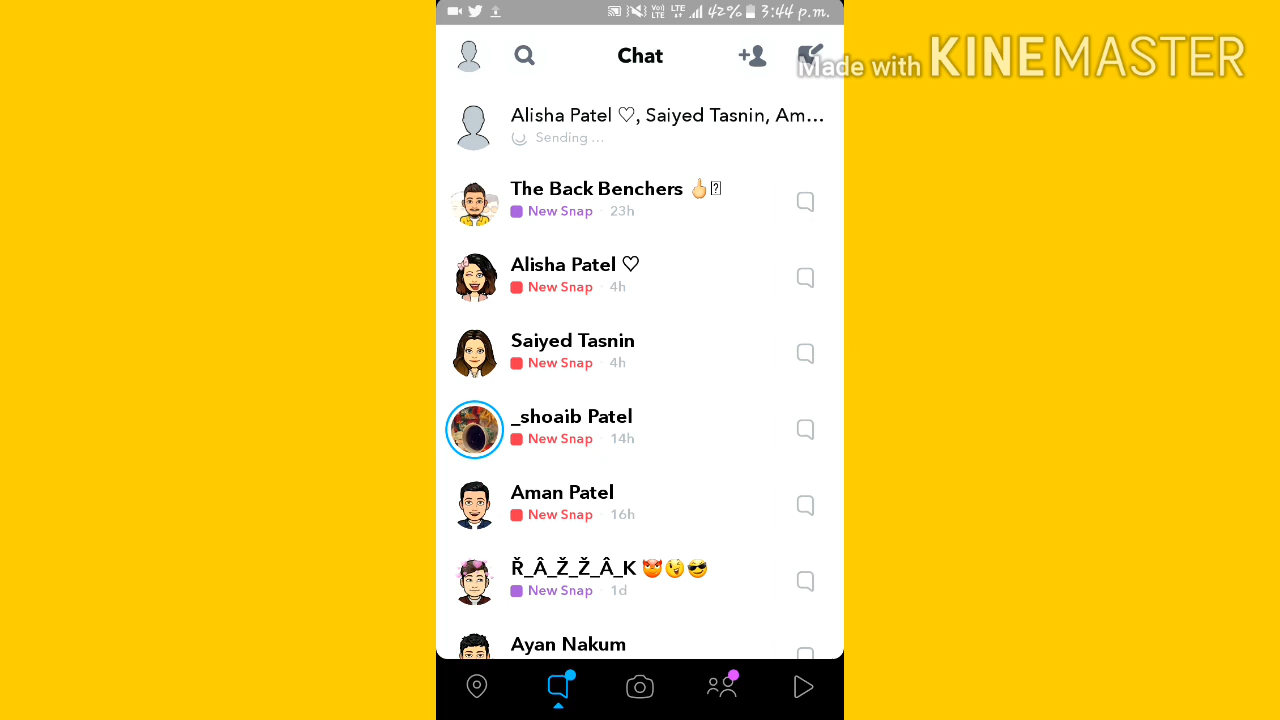 42% 3:44 p.m.
Chat
Made with KINEMASTER
Alisha Patel ♡, Saiyed Tasnin, Am...
Sending ...
The Back Benchers 🖕🏻
New Snap · 23h
Alisha Patel ♡
New Snap · 4h
Saiyed Tasnin
New Snap · 4h
_shoaib Patel
New Snap · 14h
Aman Patel
New Snap · 16h
Ř_Â_Ž_Ž_Â_K 😈😜😎
New Snap · 1d
Ayan Nakum